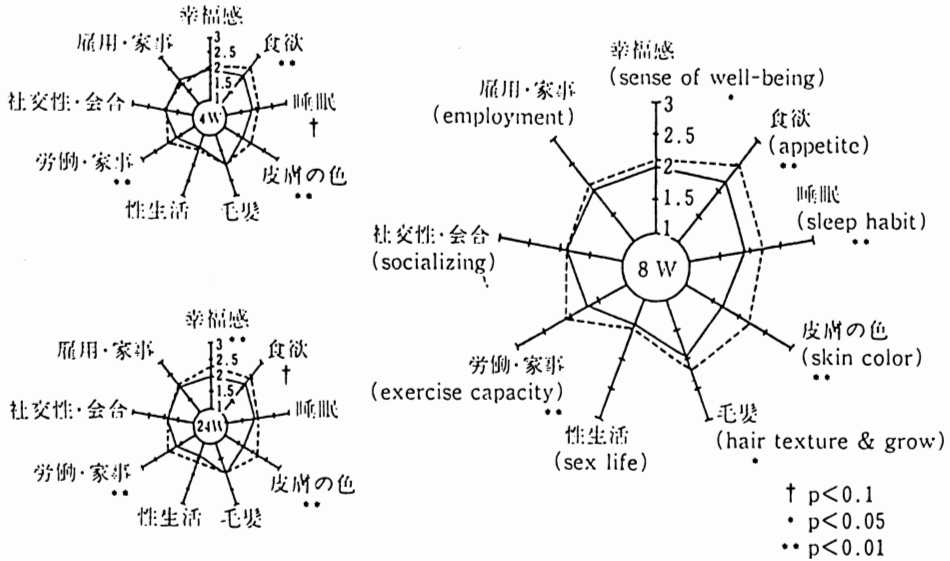 幸福感
3
2.5
2
1.5
1
雇用・家事
食欲
**
社交性・会合
4W
睡眠
†
労働・家事
**
皮膚の色
**
性生活
毛髪
幸福感
**
3
2.5
2
1.5
1
雇用・家事
食欲
†
社交性・会合
24W
睡眠
労働・家事
**
皮膚の色
**
性生活
毛髪
幸福感
(sense of well-being)
*
3
2.5
2
1.5
1
雇用・家事
(employment)
食欲
(appetite)
**
睡眠
(sleep habit)
**
社交性・会合
(socializing)
8 W
皮膚の色
(skin color)
**
労働・家事
(exercise capacity)
**
毛髪
(hair texture & grow)
*
性生活
(sex life)
† p<0.1
* p<0.05
** p<0.01